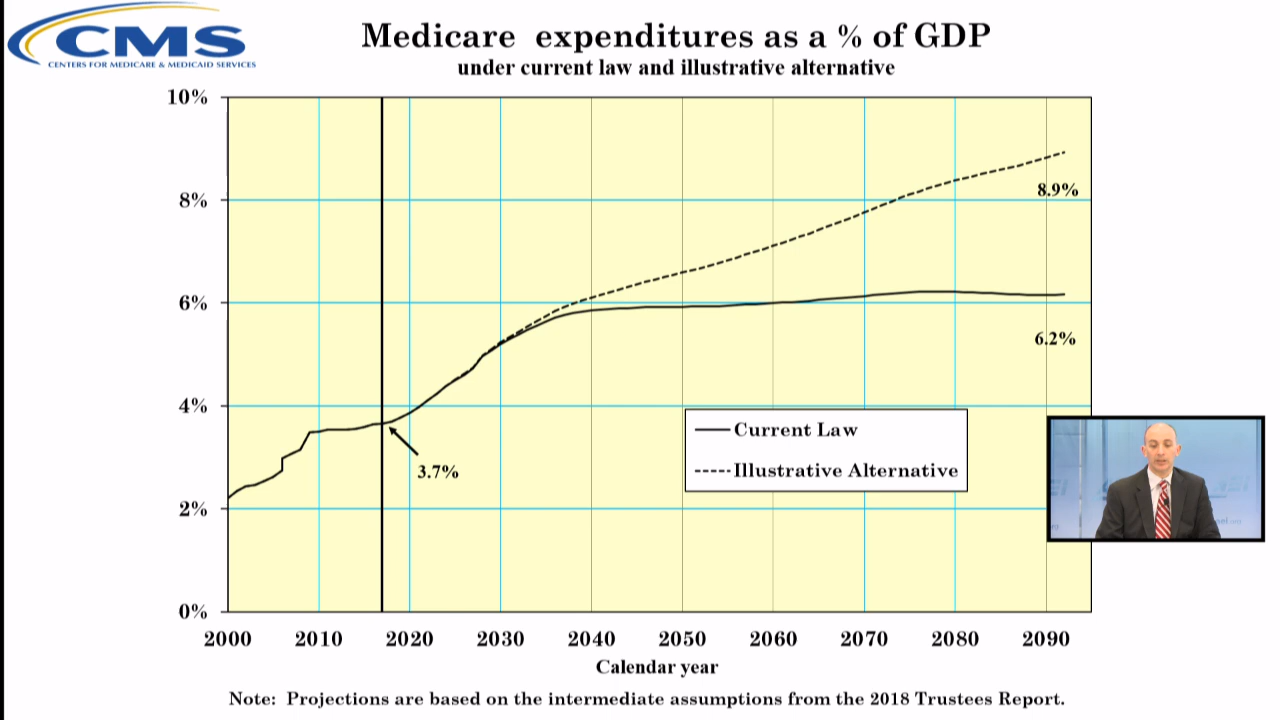 CMS
CENTERS FOR MEDICARE & MEDICAID SERVICES
Medicare expenditures as a % of GDP
under current law and illustrative alternative
10%
8%
6%
4%
2%
0%
8.9%
6.2%
3.7%
Current Law
Illustrative Alternative
2000 2010 2020 2030 2040 2050 2060 2070 2080 2090
Calendar year
Note: Projections are based on the intermediate assumptions from the 2018 Trustees Report.